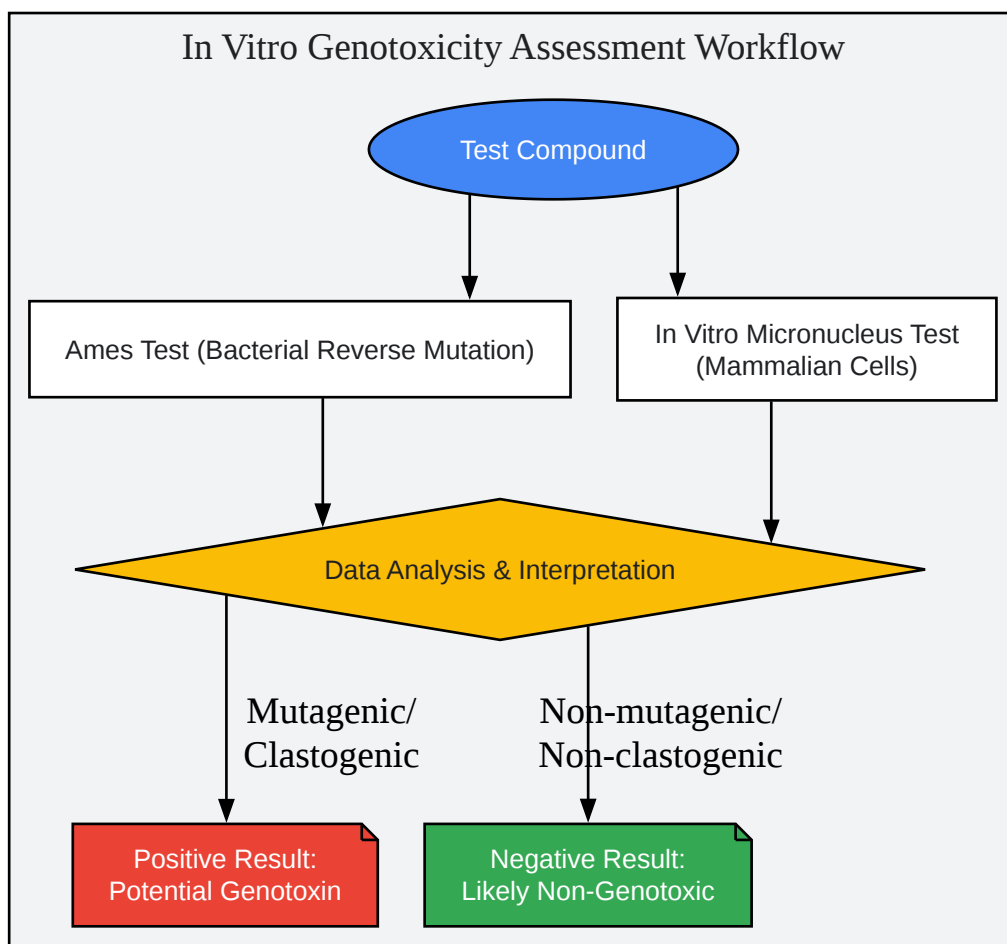 In Vitro Genotoxicity Assessment Workflow
Test Compound
Ames Test (Bacterial Reverse Mutation)
In Vitro Micronucleus Test
(Mammalian Cells)
Data Analysis & Interpretation
Mutagenic/
Clastogenic
Non-mutagenic/
Non-clastogenic
Positive Result:
Potential Genotoxin
Negative Result:
Likely Non-Genotoxic